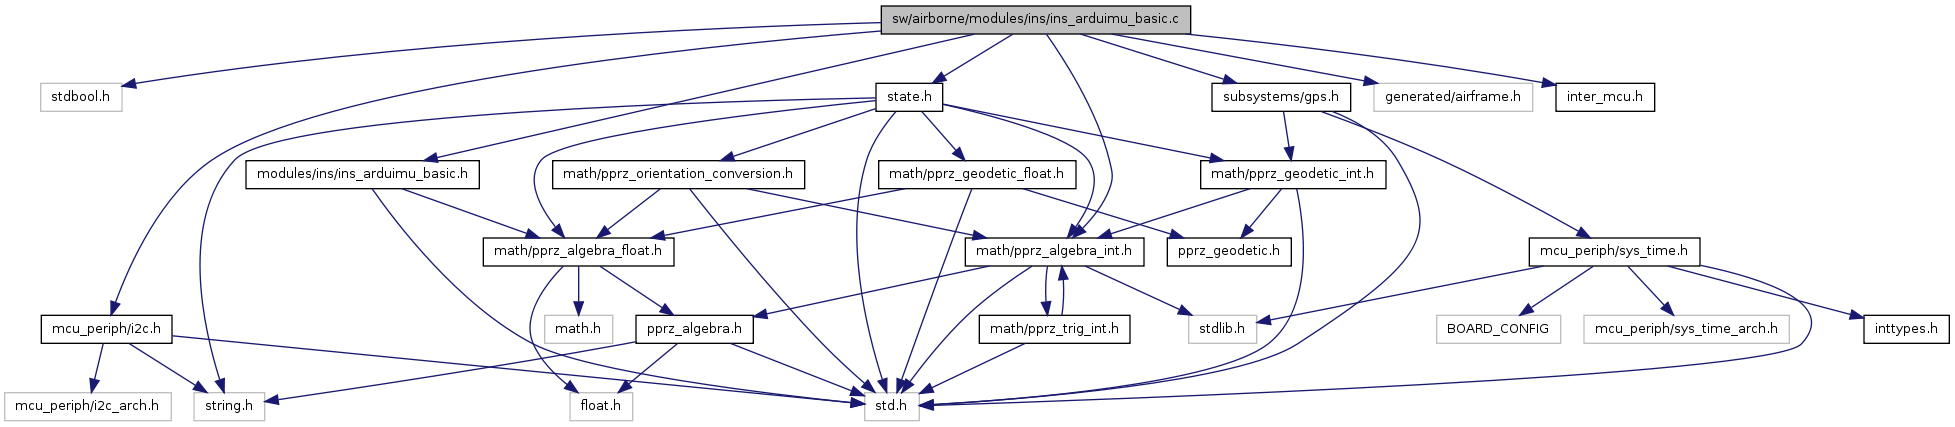 sw/airborne/modules/ins/ins_arduimu_basic.c
stdbool.h
state.h
subsystems/gps.h
generated/airframe.h
inter_mcu.h
modules/ins/ins_arduimu_basic.h
math/pprz_orientation_conversion.h
math/pprz_geodetic_float.h
math/pprz_geodetic_int.h
math/pprz_algebra_float.h
math/pprz_algebra_int.h
pprz_geodetic.h
mcu_periph/sys_time.h
mcu_periph/i2c.h
math.h
pprz_algebra.h
math/pprz_trig_int.h
stdlib.h
BOARD_CONFIG
mcu_periph/sys_time_arch.h
inttypes.h
mcu_periph/i2c_arch.h
string.h
float.h
std.h